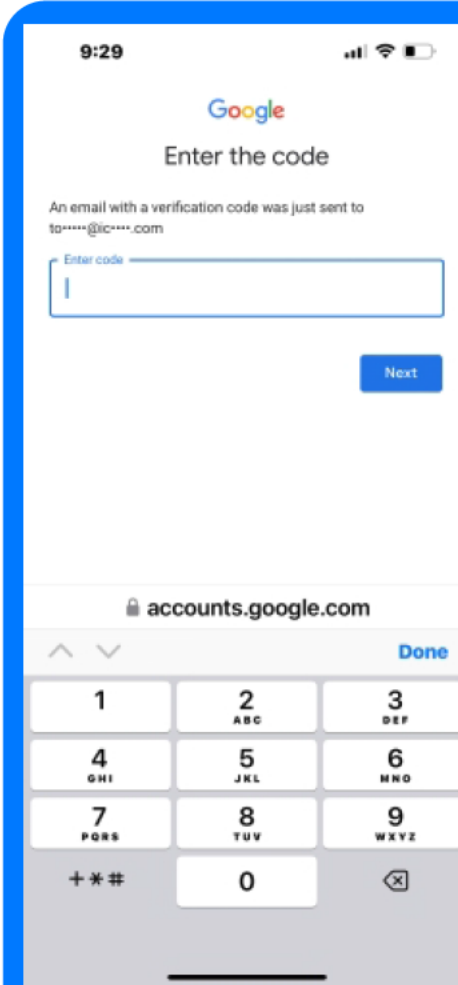 9:29
Google
Enter the code
An email with a verification code was just sent to
to•••••@ic••••.com
Enter code
Next
accounts.google.com
Done
1
2
ABC
3
DEF
4
GHI
5
JKL
6
MNO
7
PQRS
8
TUV
9
WXYZ
+*#
0